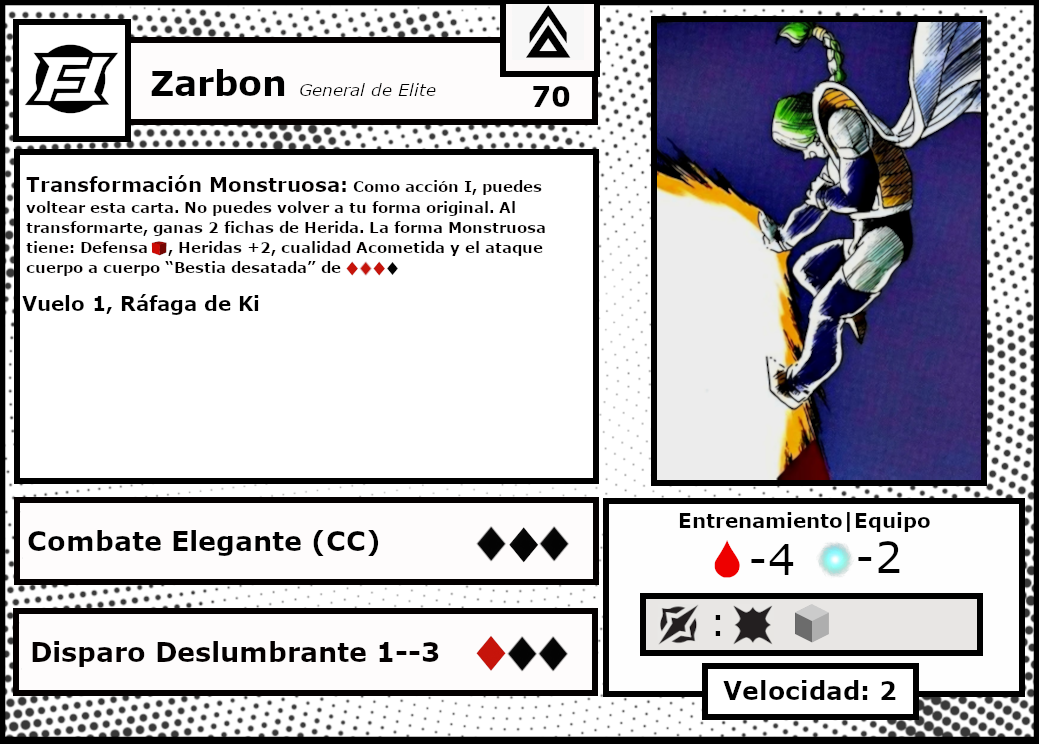 EI
Zarbon General de Elite
70
Transformación Monstruosa: Como acción I, puedes
voltear esta carta. No puedes volver a tu forma original. Al
transformarte, ganas 2 fichas de Herida. La forma Monstruosa
tiene: Defensa , Heridas +2, cualidad Acometida y el ataque
cuerpo a cuerpo “Bestia desatada” de ♦♦♦♦
Vuelo 1, Ráfaga de Ki
Combate Elegante (CC) ♦♦♦
Disparo Deslumbrante 1--3 ♦♦♦
Entrenamiento|Equipo
-4 -2
:
Velocidad: 2